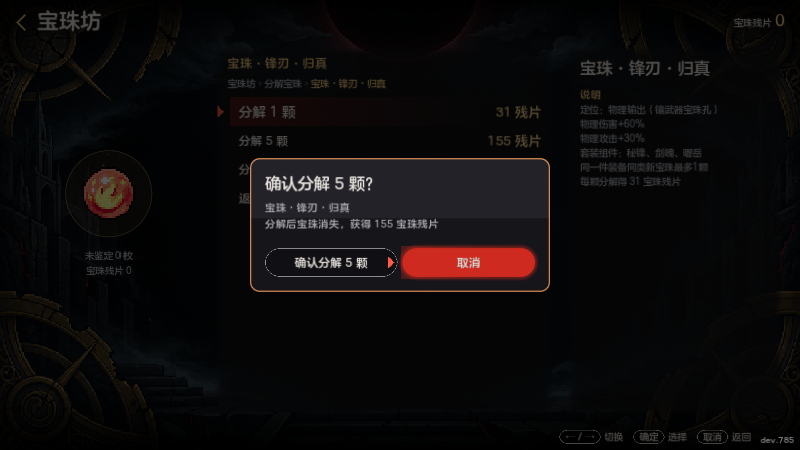 宝珠坊
宝珠残片 0
宝珠·锋刃·归真
宝珠坊 · 分解宝珠 · 宝珠·锋刃·归真
分解 1 颗
31 残片
分解 5 颗
155 残片
分
返
未鉴定 0 枚
宝珠残片 0
宝珠·锋刃·归真
说明
定位：物理输出（镶武器宝珠孔）
物理伤害+60%
物理攻击+30%
套装组件：秘锋、剑魄、曜岳
同一件装备同类新宝珠最多1颗
每颗分解得 31 宝珠残片
确认分解 5 颗?
宝珠·锋刃·归真
分解后宝珠消失，获得 155 宝珠残片
确认分解 5 颗
取消
←/→ 切换 确定 选择 取消 返回
dev.785